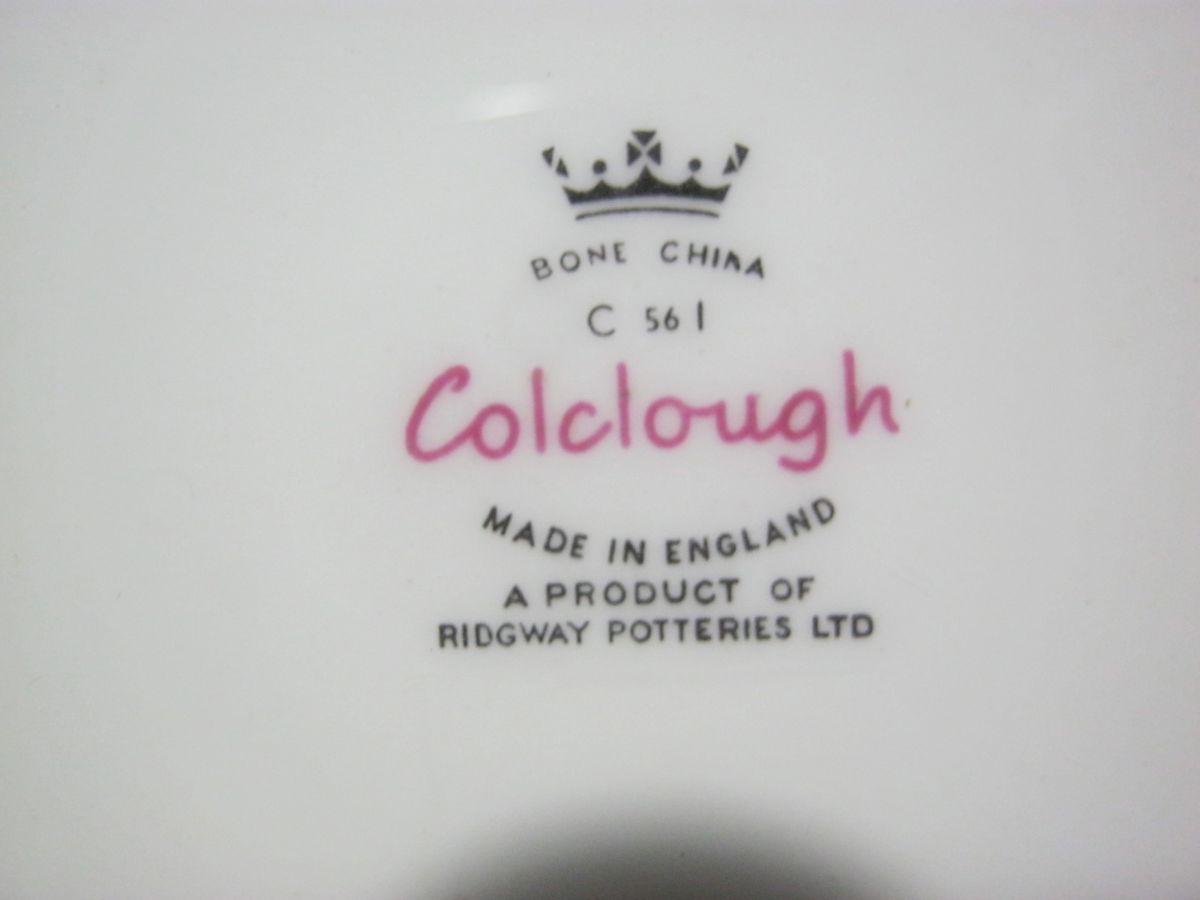 BONE CHINA
C 561
Colclough
MADE IN ENGLAND
A PRODUCT OF
RIDGWAY POTTERIES LTD